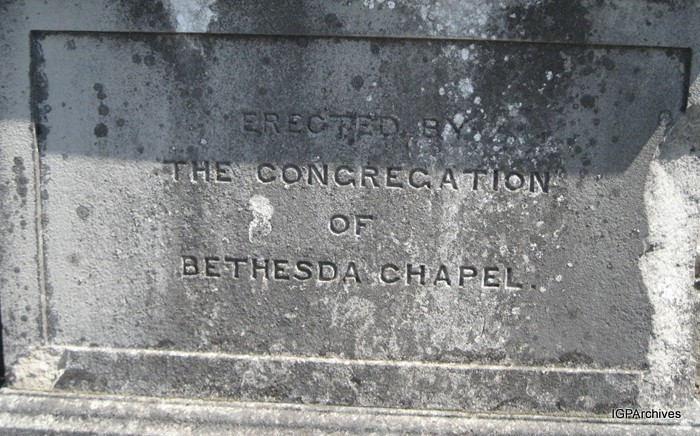 ERECTED BY
THE CONGREGATION
OF
BETHESDA CHAPEL.
IGPArchives